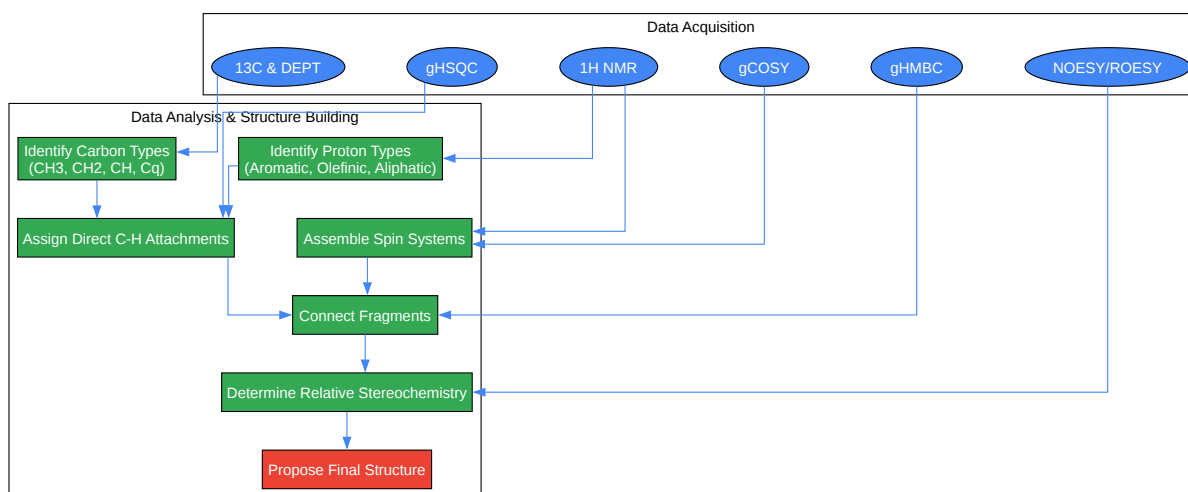 Data Acquisition
13C & DEPT
gHSQC
1H NMR
gCOSY
gHMBC
NOESY/ROESY
Data Analysis & Structure Building
Identify Carbon Types
(CH3, CH2, CH, Cq)
Identify Proton Types
(Aromatic, Olefinic, Aliphatic)
Assign Direct C-H Attachments
Assemble Spin Systems
Connect Fragments
Determine Relative Stereochemistry
Propose Final Structure